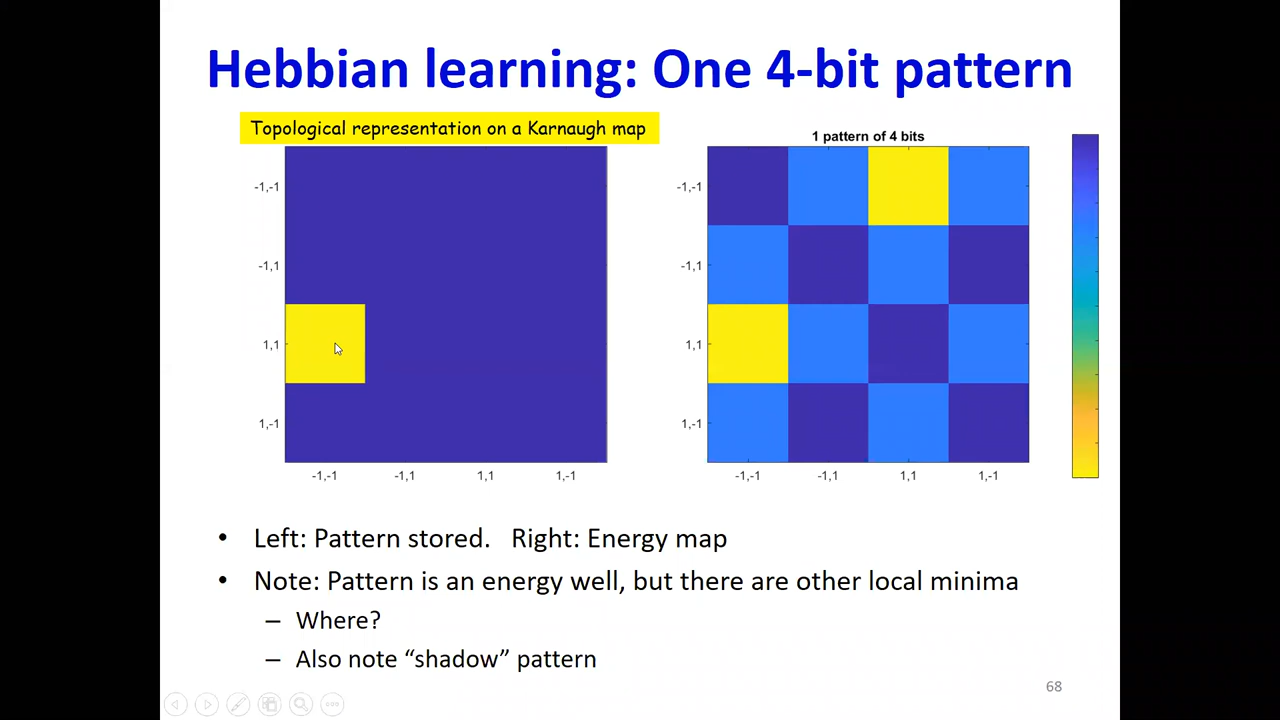 Hebbian learning: One 4-bit pattern
Topological representation on a Karnaugh map
-1,-1
-1,1
1,1
1,-1
-1,-1
-1,1
1,1
1,-1
1 pattern of 4 bits
-1,-1
-1,1
1,1
1,-1
-1,-1
-1,1
1,1
1,-1
• Left: Pattern stored. Right: Energy map
• Note: Pattern is an energy well, but there are other local minima
– Where?
– Also note “shadow” pattern
68